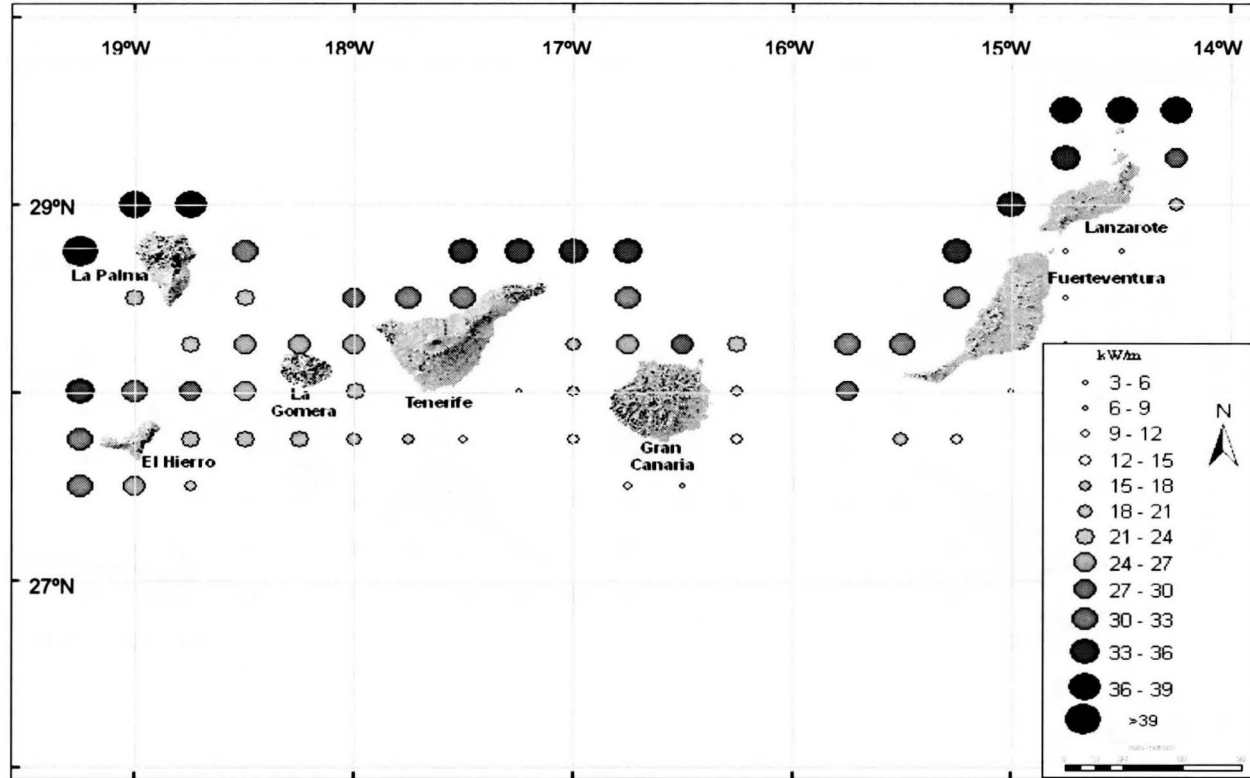 19ºW
18ºW
17ºW
16ºW
15ºW
14ºW
29ºN
Lanzarote
La Palma
Fuerteventura
La
Gomera
Tenerife
El Hierro
Gran
Canaria
27ºN
kW/m
3 - 6
6 - 9
9 - 12
12 - 15
15 - 18
18 - 21
21 - 24
24 - 27
27 - 30
30 - 33
33 - 36
36 - 39
>39
N